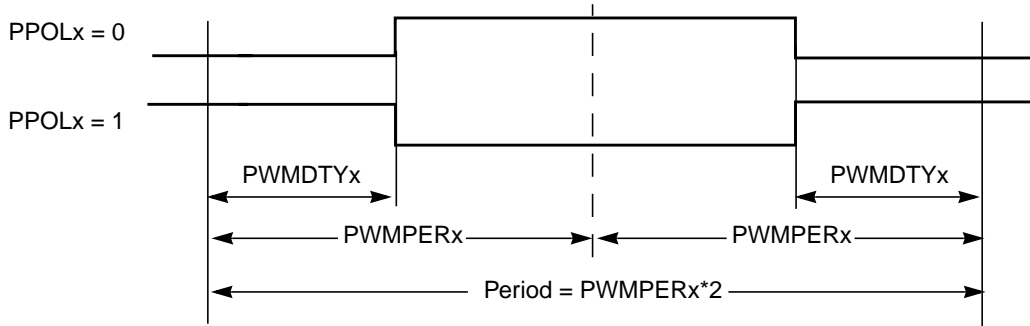 PPOLx = 0
PPOLx = 1
PWMDTYx
PWMDTYx
PWMPERx
PWMPERx
Period = PWMPERx*2